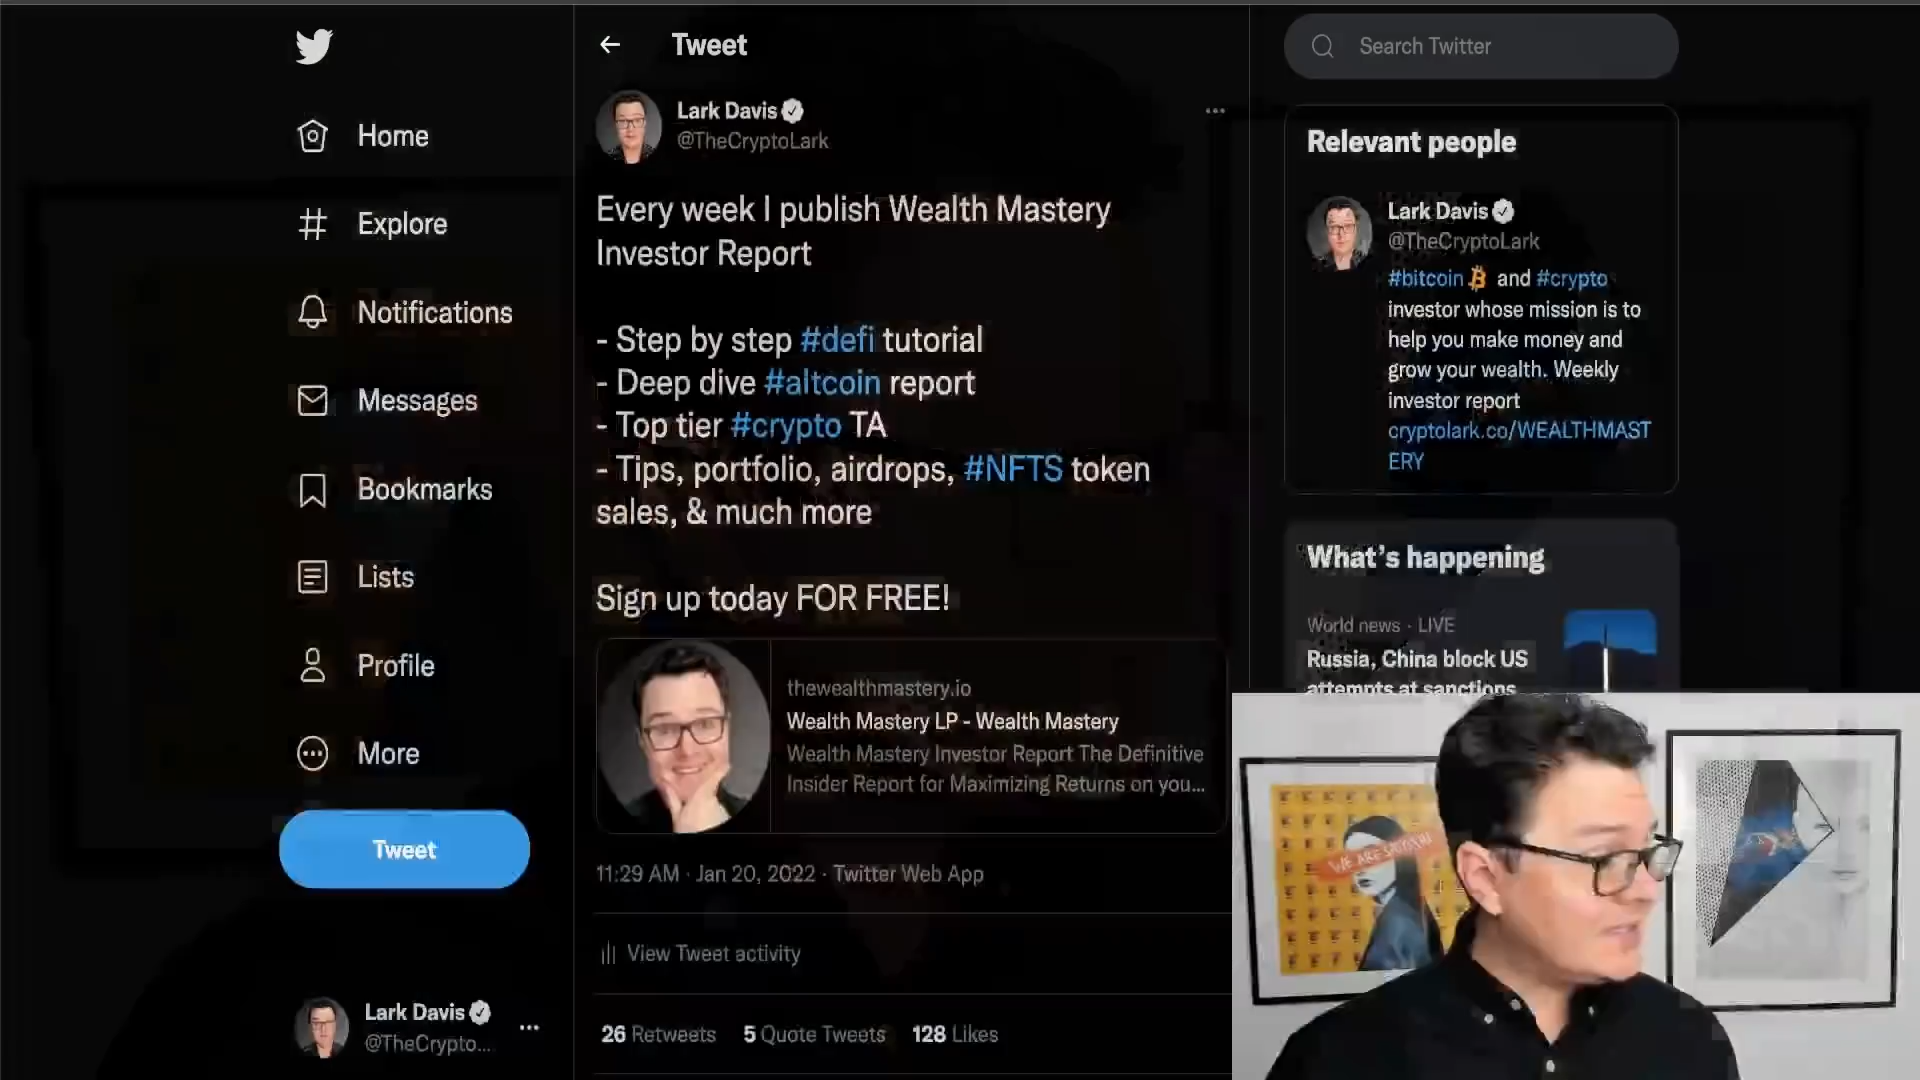 Home
Explore
Notifications
Messages
Bookmarks
Lists
Profile
More
Tweet
Lark Davis
@TheCrypto...
Tweet
Lark Davis
@TheCryptoLark
Every week I publish Wealth Mastery
Investor Report
- Step by step #defi tutorial
- Deep dive #altcoin report
- Top tier #crypto TA
- Tips, portfolio, airdrops, #NFTS token
sales, & much more
Sign up today FOR FREE!
thewealthmastery.io
Wealth Mastery LP - Wealth Mastery
Wealth Mastery Investor Report The Definitive
Insider Report for Maximizing Returns on you...
11:29 AM · Jan 20, 2022 · Twitter Web App
View Tweet activity
26 Retweets 5 Quote Tweets 128 Likes
Search Twitter
Relevant people
Lark Davis
@TheCryptoLark
#bitcoin and #crypto
investor whose mission is to
help you make money and
grow your wealth. Weekly
investor report
cryptolark.co/WEALTHMAST
ERY
What's happening
World news · LIVE
Russia, China block US
attempts at sanctions
WE ARE SATOSHI